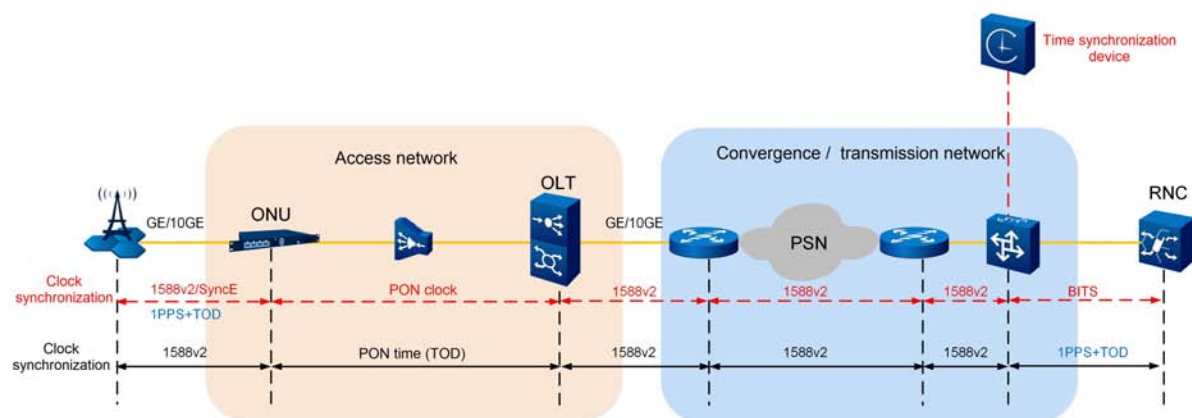 Time synchronization
device
Access network
Convergence / transmission network
OLT
RNC
ONU
GE/10GE
GE/10GE
PSN
Clock
synchronization
1588v2/SyncE
PON clock
1588v2
1588v2
1588v2
BITS
1PPS+TOD
Clock
synchronization
1588v2
PON time (TOD)
1588v2
1588v2
1588v2
1PPS+TOD